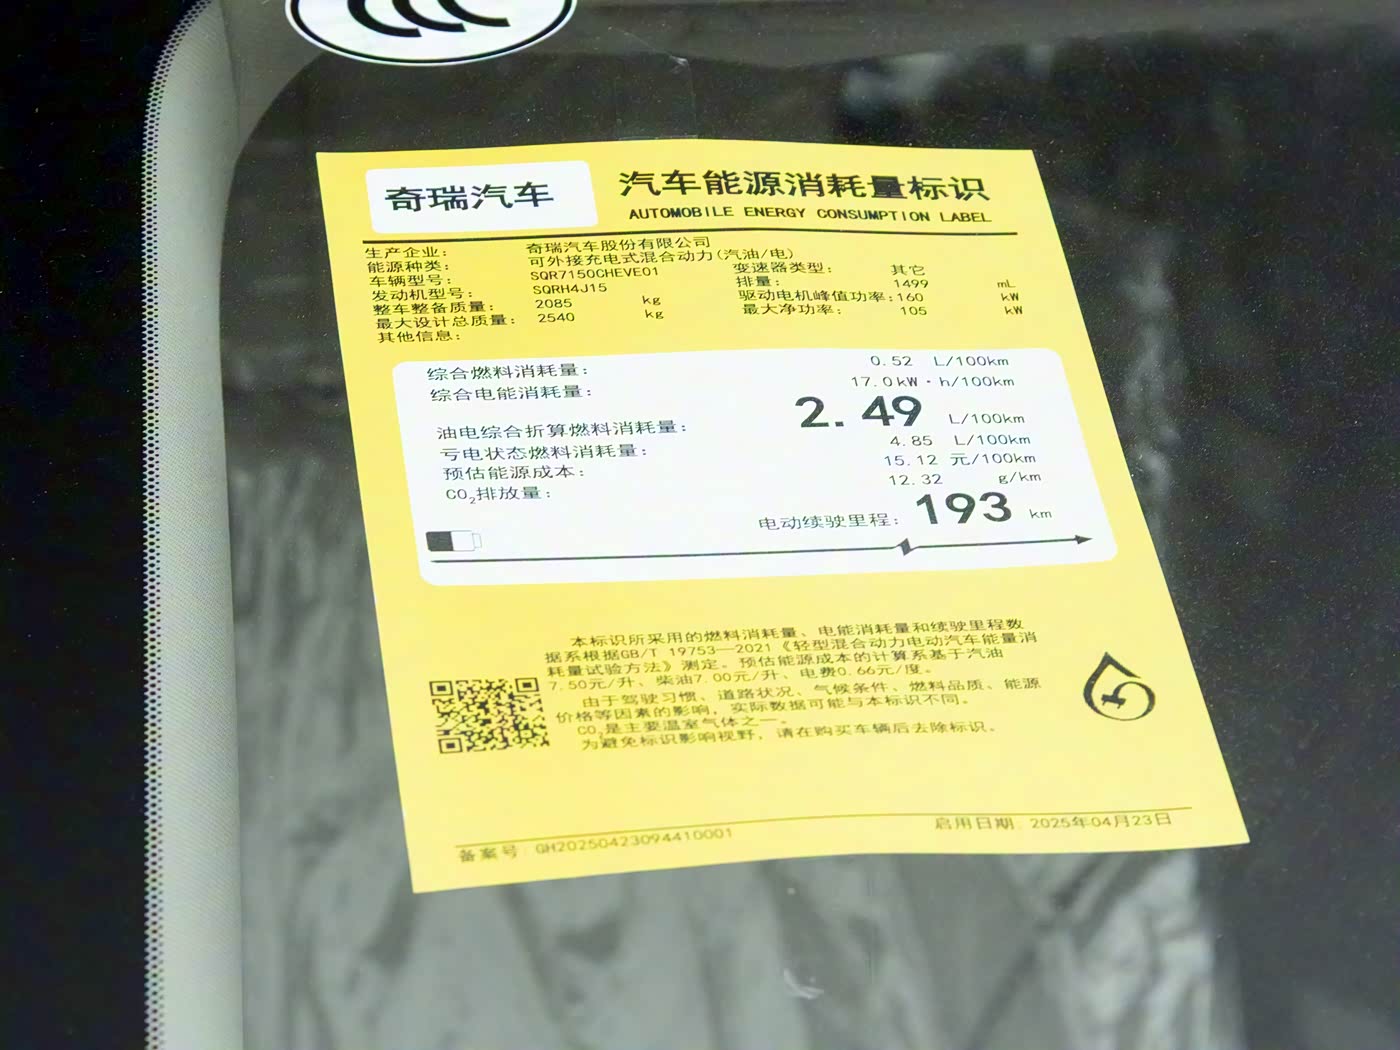 奇瑞汽车
汽车能源消耗量标识
AUTOMOBILE ENERGY CONSUMPTION LABEL
生产企业： 奇瑞汽车股份有限公司
能源种类： 可外接充电式混合动力(汽油/电)
车辆型号： SQR7150CHEVE01 变速器类型： 其它
发动机型号： SQRH4J15 排量： 1499 mL
整车整备质量： 2085 kg 驱动电机峰值功率：160 kW
最大设计总质量： 2540 kg 最大净功率： 105 kW
其他信息：
综合燃料消耗量： 0.52 L/100km
综合电能消耗量： 17.0kW·h/100km
油电综合折算燃料消耗量： 2.49 L/100km
亏电状态燃料消耗量： 4.85 L/100km
预估能源成本： 15.12 元/100km
CO₂排放量： 12.32 g/km
电动续驶里程： 193 km
本标识所采用的燃料消耗量、电能消耗量和续驶里程数
据系根据GB/T 19753—2021《轻型混合动力电动汽车能量消
耗量试验方法》测定。预估能源成本的计算系基于汽油
7.50元/升、柴油7.00元/升、电费0.66元/度。
由于驾驶习惯、道路状况、气候条件、燃料品质、能源
价格等因素的影响，实际数据可能与本标识不同。
CO₂是主要温室气体之一。
为避免标识影响视野，请在购买车辆后去除标识。
备案号：QH20250423094410001 启用日期：2025年04月23日